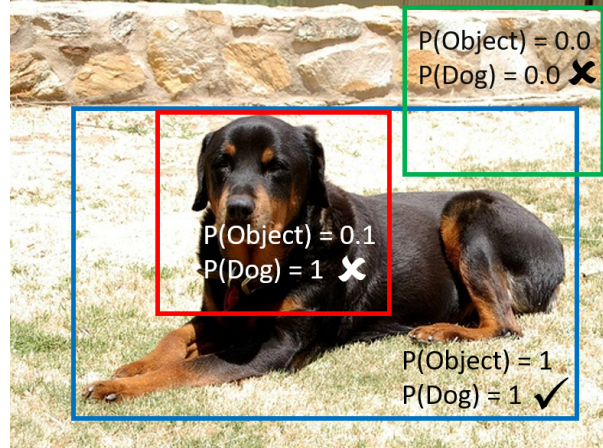 P(Object) = 0.0
P(Dog) = 0.0 ✘
P(Object) = 0.1
P(Dog) = 1 ✘
P(Object) = 1
P(Dog) = 1 ✓